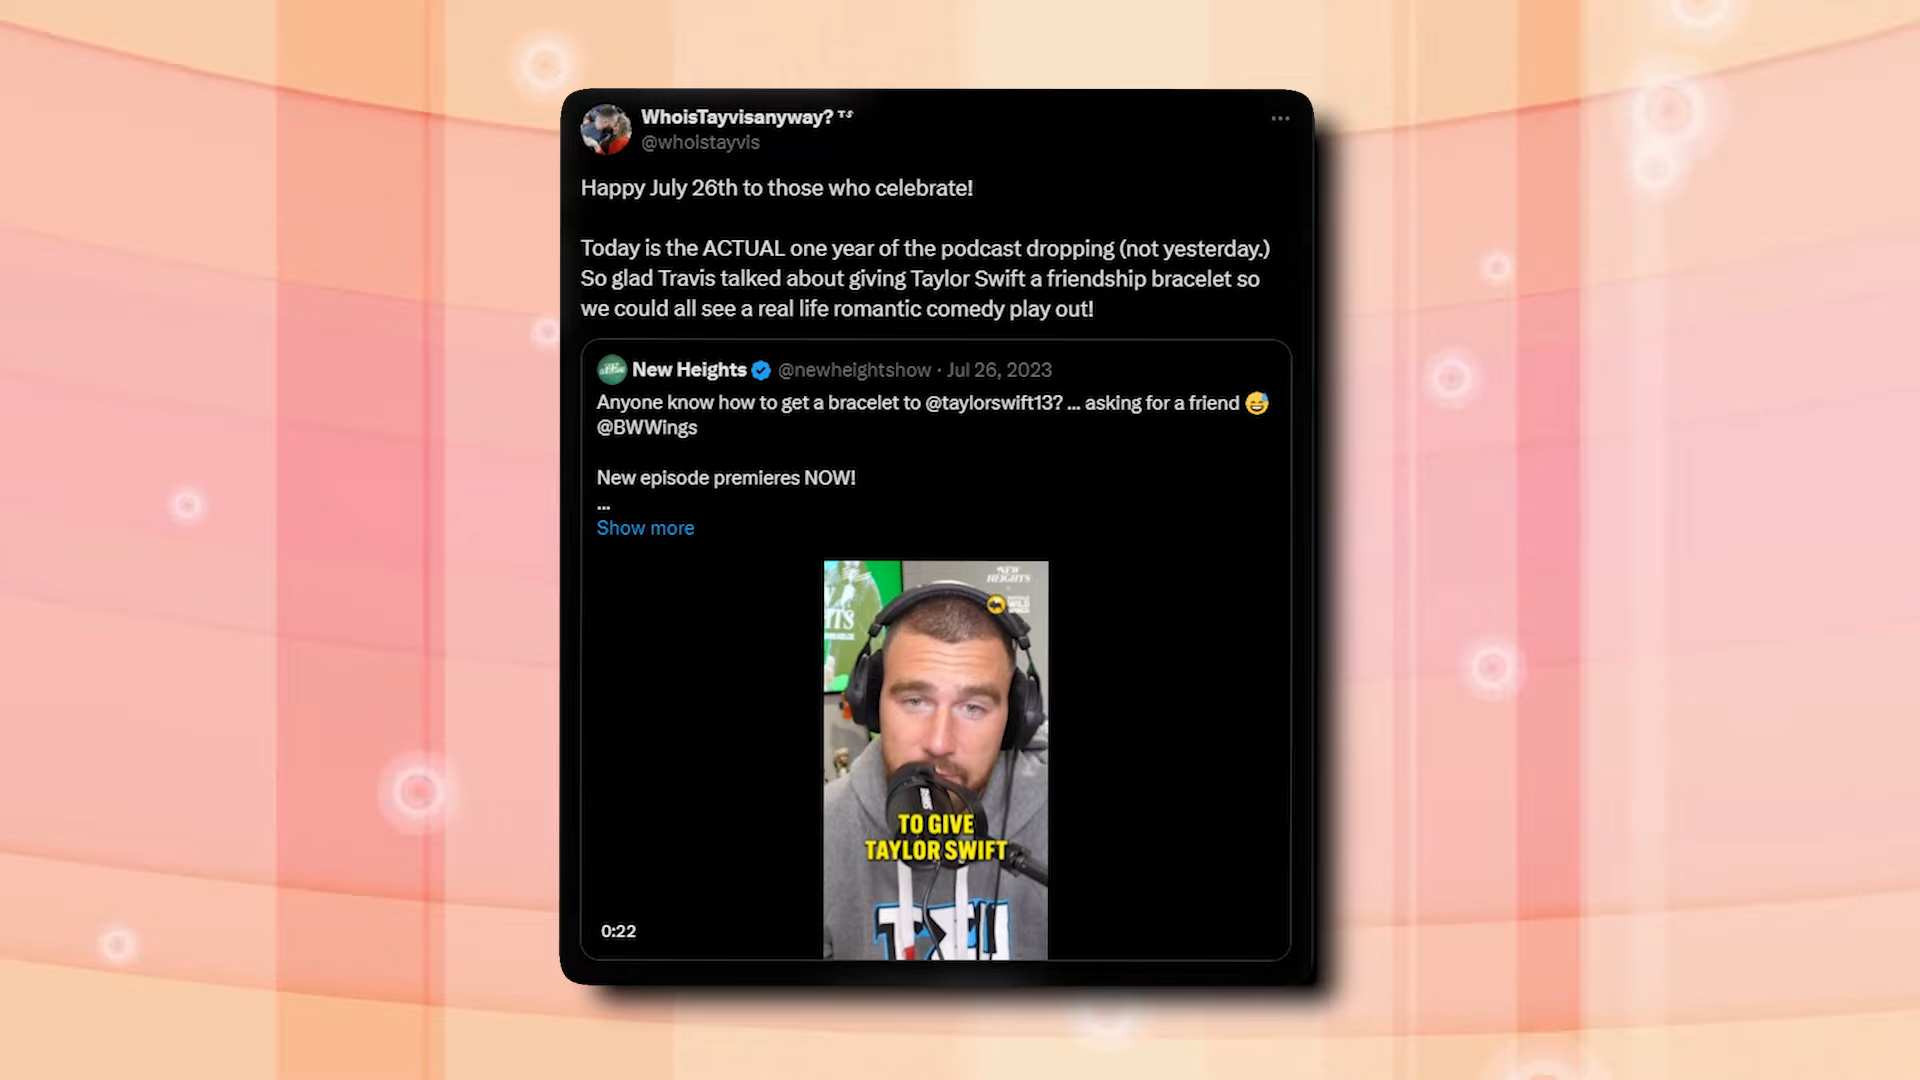 WhoisTayvisanyway? ᵀˢ
@whoistayvis
Happy July 26th to those who celebrate!
Today is the ACTUAL one year of the podcast dropping (not yesterday.)
So glad Travis talked about giving Taylor Swift a friendship bracelet so
we could all see a real life romantic comedy play out!
New Heights @newheightshow · Jul 26, 2023
Anyone know how to get a bracelet to @taylorswift13? ... asking for a friend 😅
@BWWings
New episode premieres NOW!
...
Show more
NEW
HEIGHTS
WILD
TO GIVE
TAYLOR SWIFT
0:22